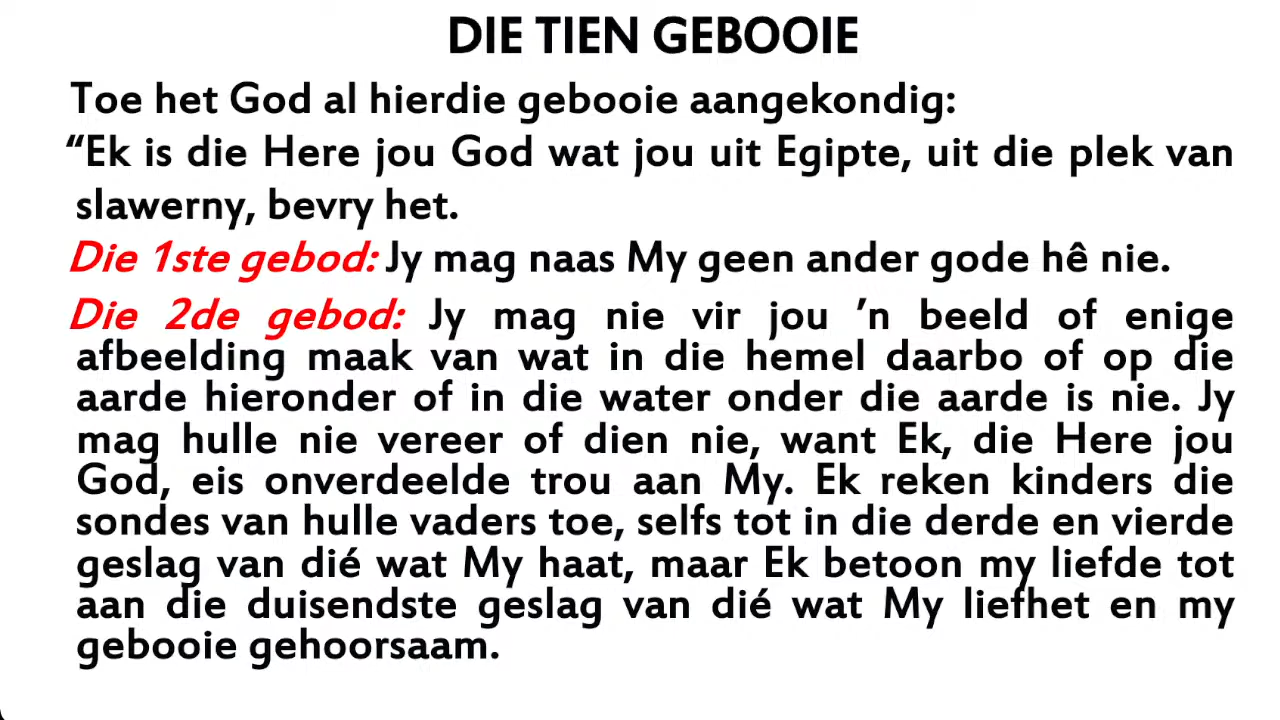 DIE TIEN GEBOOIE
Toe het God al hierdie gebooie aangekondig:
“Ek is die Here jou God wat jou uit Egipte, uit die plek van
slawerny, bevry het.
Die 1ste gebod: Jy mag naas My geen ander gode hê nie.
Die 2de gebod: Jy mag nie vir jou ’n beeld of enige
afbeelding maak van wat in die hemel daarbo of op die
aarde hieronder of in die water onder die aarde is nie. Jy
mag hulle nie vereer of dien nie, want Ek, die Here jou
God, eis onverdeelde trou aan My. Ek reken kinders die
sondes van hulle vaders toe, selfs tot in die derde en vierde
geslag van dié wat My haat, maar Ek betoon my liefde tot
aan die duisendste geslag van dié wat My liefhet en my
gebooie gehoorsaam.